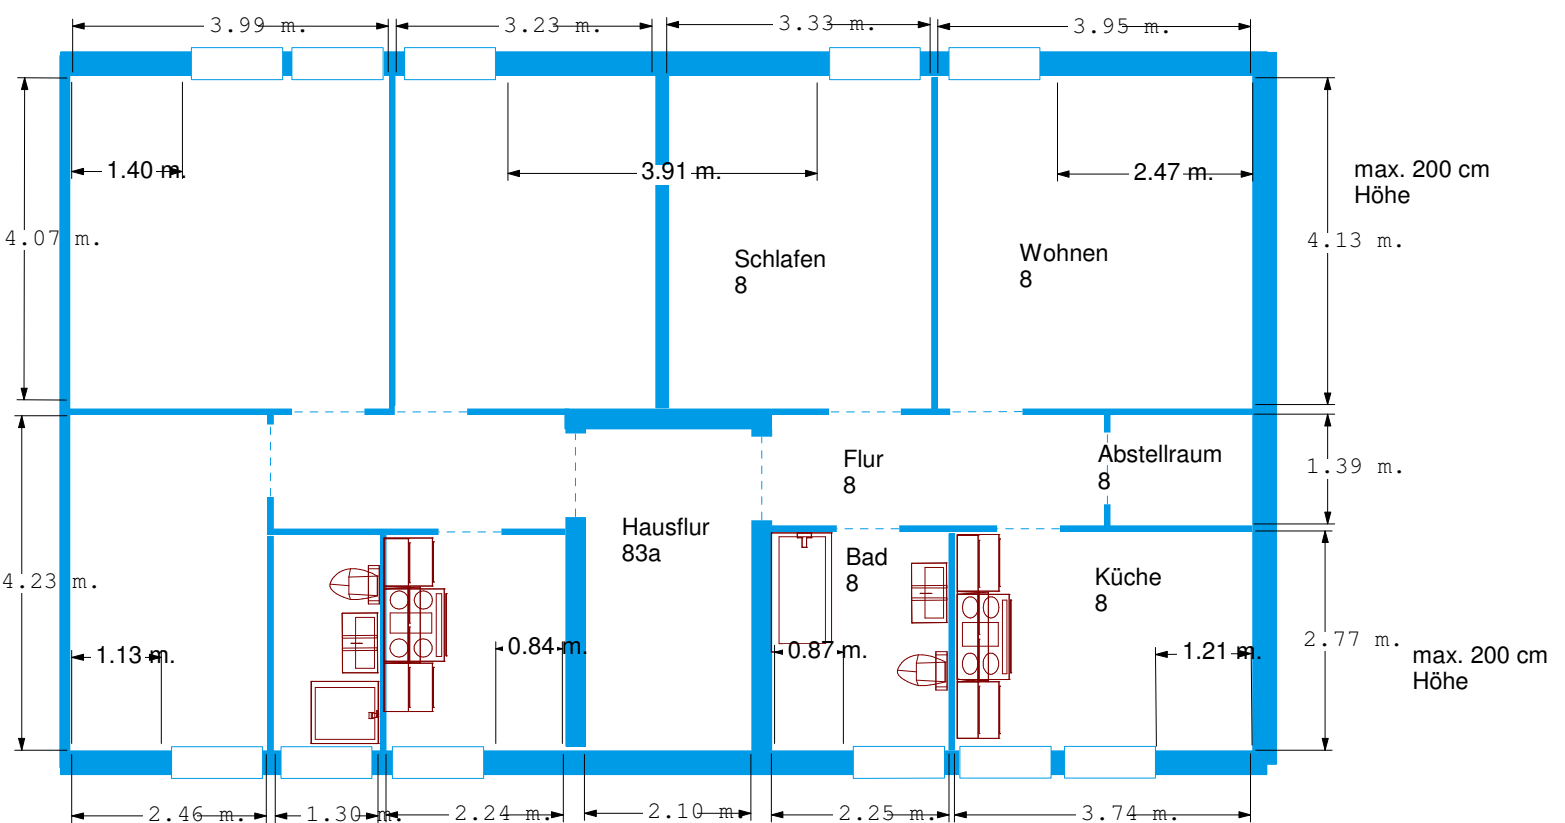 3.99 m.
3.23 m.
3.33 m.
3.95 m.
1.40 m.
3.91 m.
2.47 m.
max. 200 cm
Höhe
4.07 m.
Schlafen
8
Wohnen
8
4.13 m.
Flur
8
Abstellraum
8
1.39 m.
Hausflur
83a
Bad
8
Küche
8
4.23 m.
1.13 m.
0.84 m.
0.87 m.
1.21 m.
2.77 m.
max. 200 cm
Höhe
2.46 m.
1.30 m.
2.24 m.
2.10 m.
2.25 m.
3.74 m.